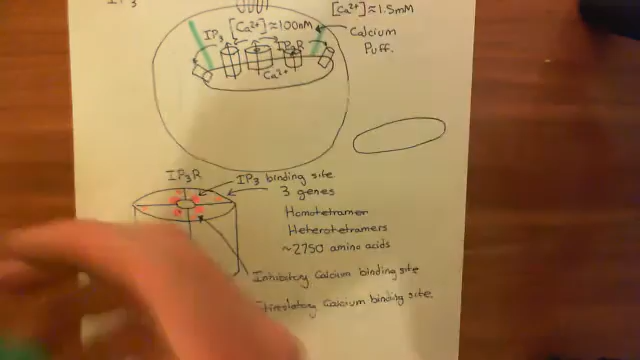 IP₃
[Ca²⁺]≈1.5mM
[Ca²⁺]≈100nM
IP₃
Calcium
Puff.
IP₃R
Ca²⁺
IP₃R
IP₃ binding site
3 genes
Homotetramer
Heterotetramers
~2750 amino acids
Inhibitory Calcium binding site
Calcium binding site